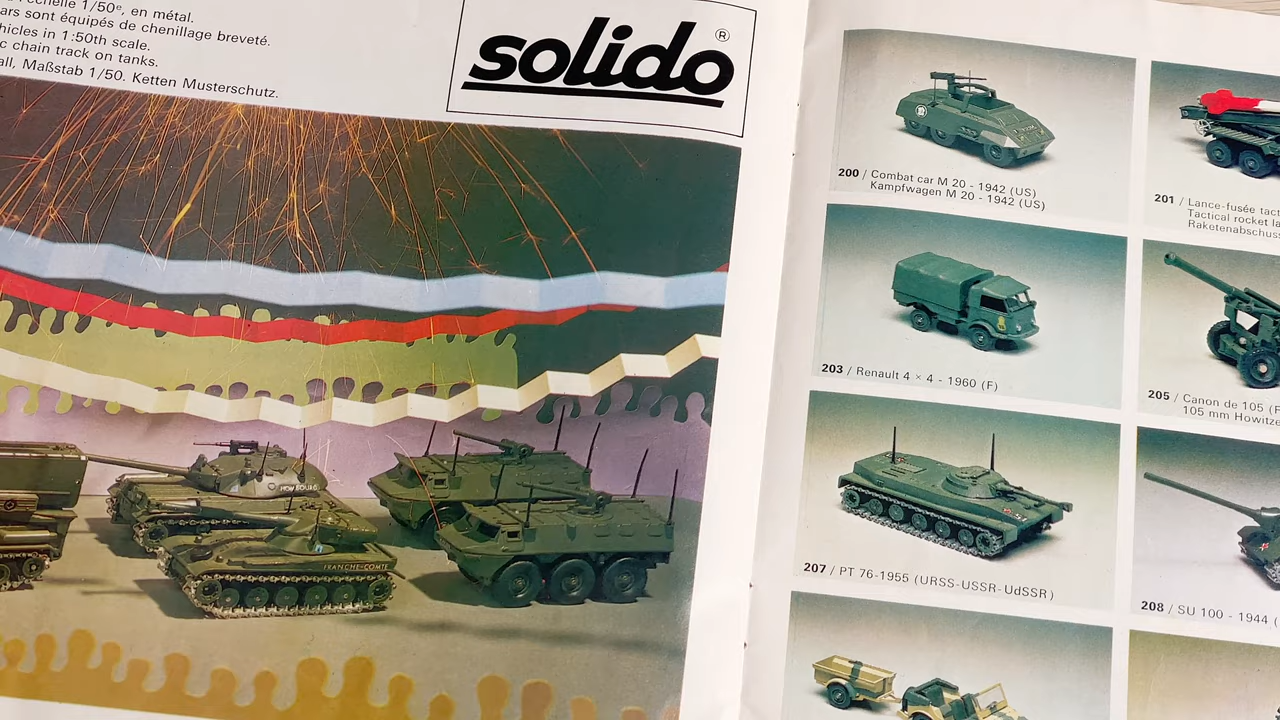 échelle 1/50e, en métal.
ars sont équipés de chenillage breveté.
hicles in 1:50th scale.
c chain track on tanks.
all, Maßstab 1/50. Ketten Musterschutz.
solido ®
FRANCHE-COMTE
200 / Combat car M 20 - 1942 (US)
Kampfwagen M 20 - 1942 (US)
201 / Lance-fusée tac
Tactical rocket la
Raketenabschuss
203 / Renault 4 × 4 - 1960 (F)
205 / Canon de 105 (
105 mm Howitze
207 / PT 76-1955 (URSS-USSR-UdSSR)
208 / SU 100 - 1944 (